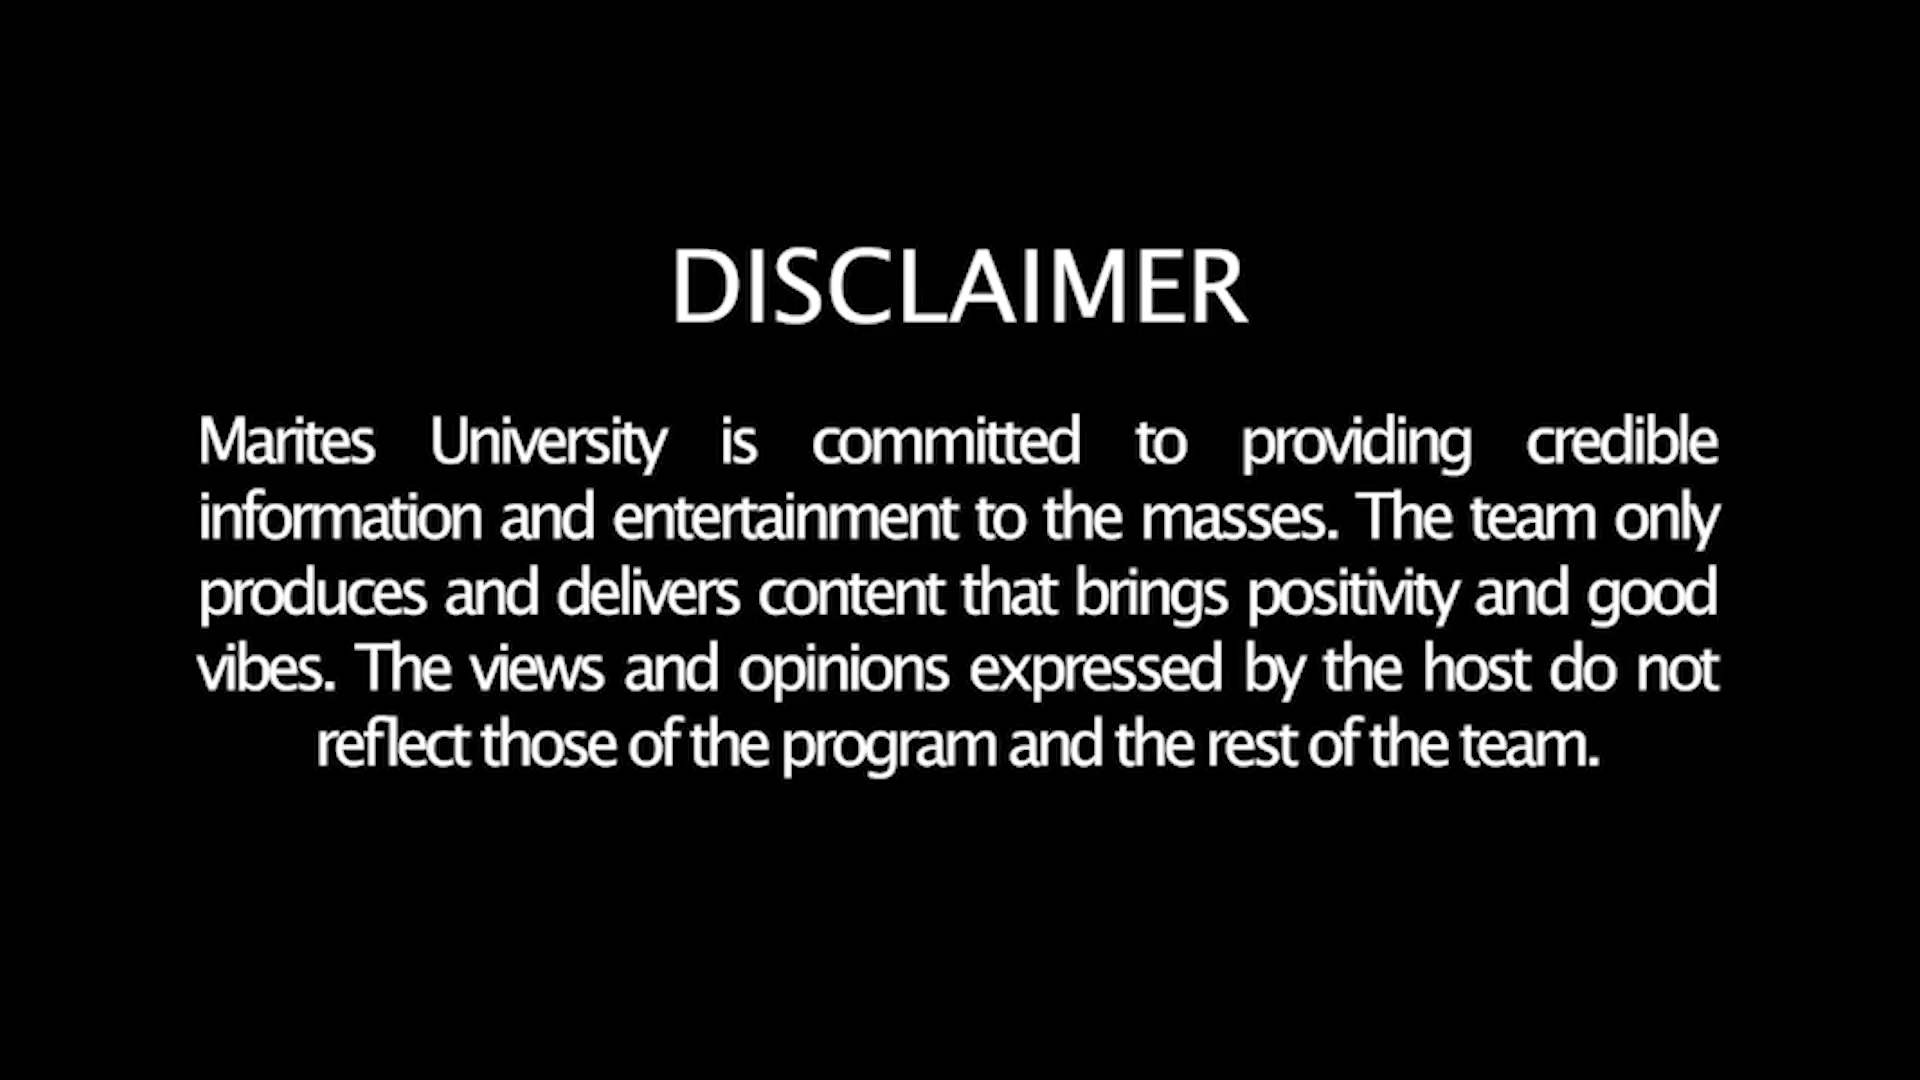 DISCLAIMER
Marites University is committed to providing credible
information and entertainment to the masses. The team only
produces and delivers content that brings positivity and good
vibes. The views and opinions expressed by the host do not
reflect those of the program and the rest of the team.